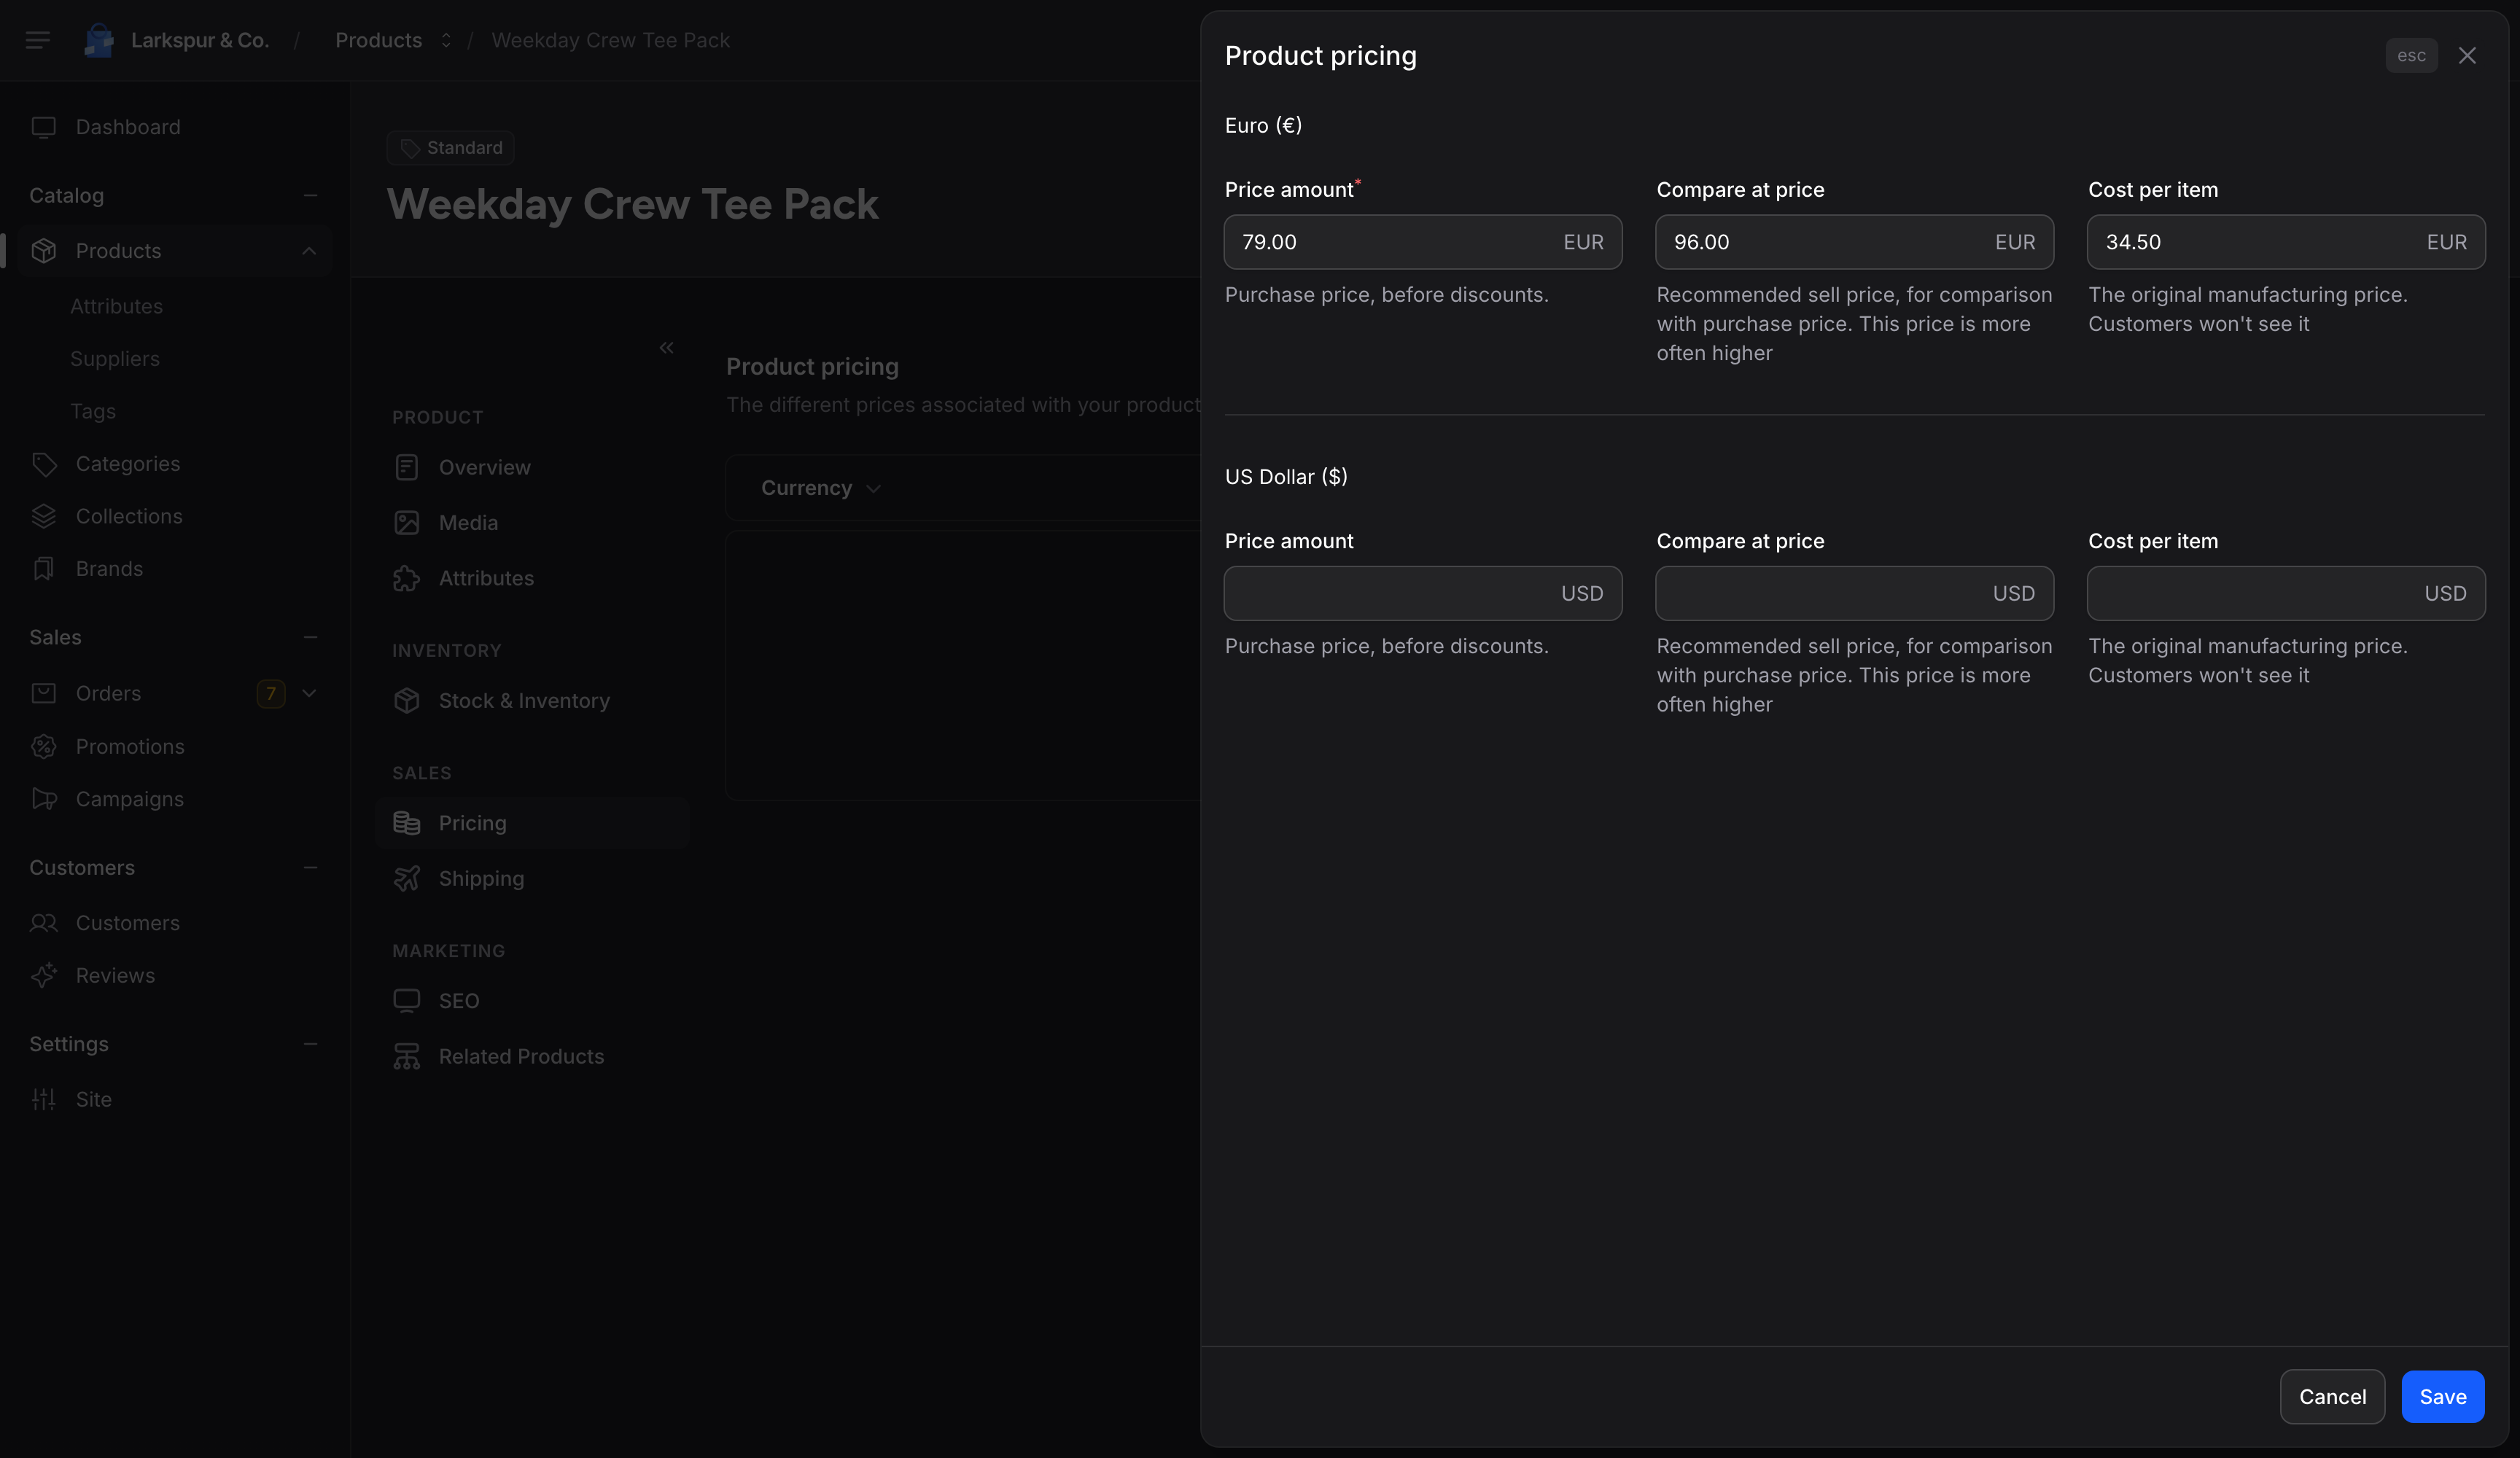 Larkspur & Co. / Products / Weekday Crew Tee Pack
Dashboard
Catalog
Products
Attributes
Suppliers
Tags
Categories
Collections
Brands
Sales
Orders 7
Promotions
Campaigns
Customers
Customers
Reviews
Settings
Site
Standard
Weekday Crew Tee Pack
PRODUCT
Overview
Media
Attributes
INVENTORY
Stock & Inventory
SALES
Pricing
Shipping
MARKETING
SEO
Related Products
Product pricing
The different prices associated with your product
Currency
Product pricing
esc
Euro (€)
Price amount* Compare at price Cost per item
79.00 EUR 96.00 EUR 34.50 EUR
Purchase price, before discounts. Recommended sell price, for comparison The original manufacturing price.
with purchase price. This price is more Customers won't see it
often higher
US Dollar ($)
Price amount Compare at price Cost per item
USD USD USD
Purchase price, before discounts. Recommended sell price, for comparison The original manufacturing price.
with purchase price. This price is more Customers won't see it
often higher
Cancel Save